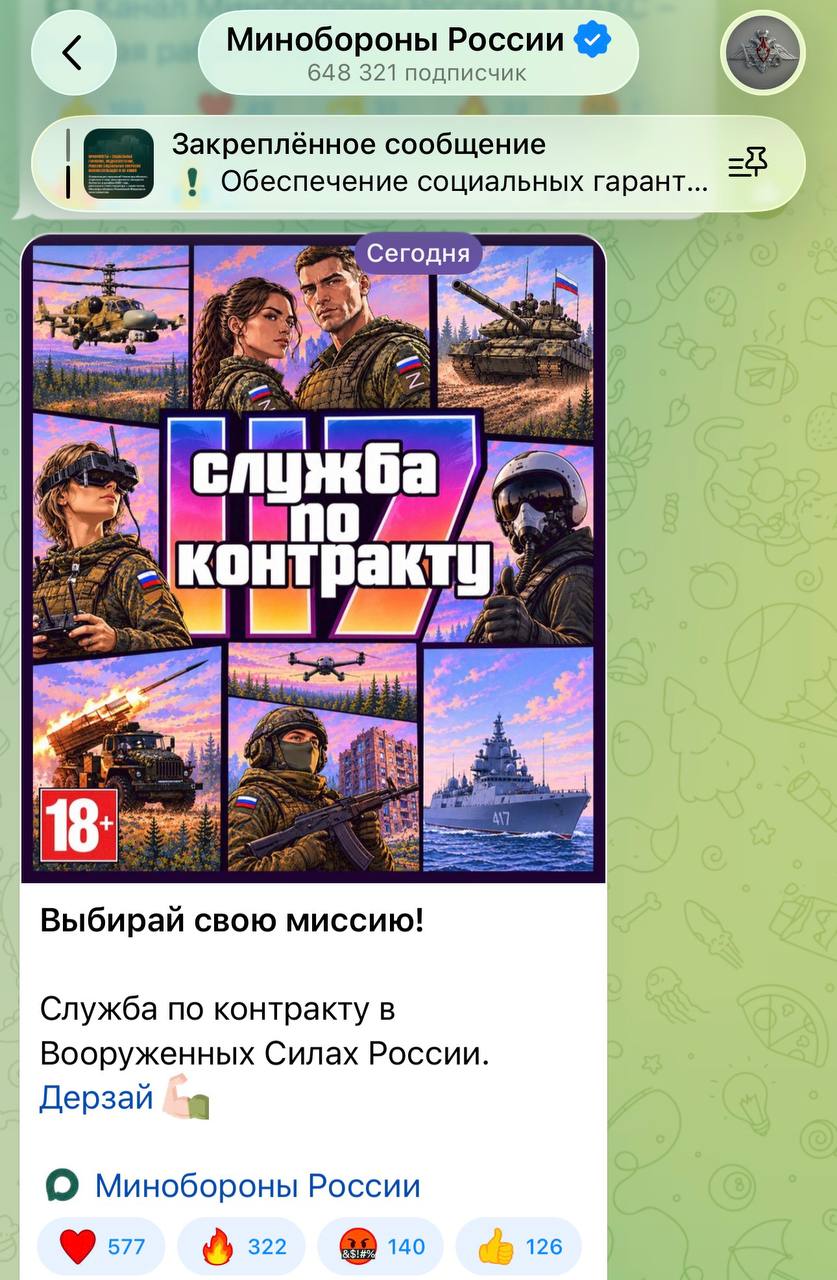 Минобороны России
648 321 подписчик
Закреплённое сообщение
❗ Обеспечение социальных гарант...
Сегодня
Z
Z
117
служба
по
контракту
18+
417
Выбирай свою миссию!
Служба по контракту в
Вооруженных Силах России.
Дерзай
Минобороны России
577 322 &$!#% 140 126